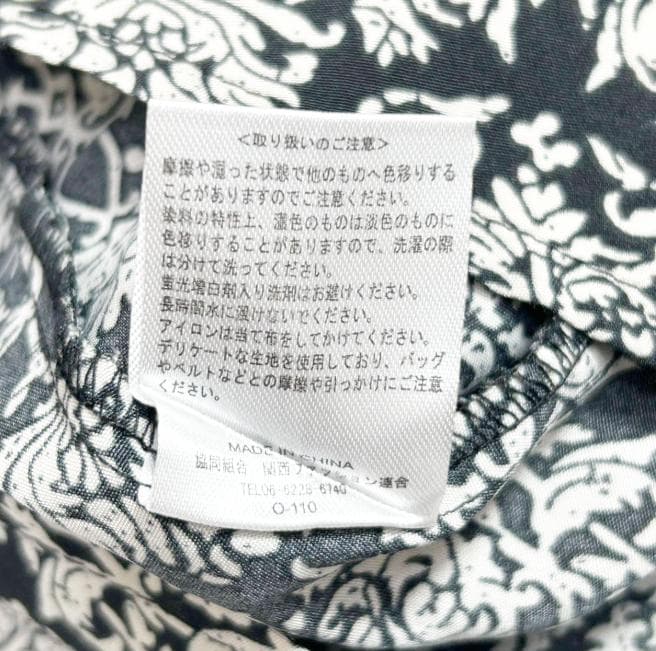 ＜取り扱いのご注意＞
摩擦や湿った状態で他のものへ色移りする
ことがありますのでご注意ください。
染料の特性上、濃色のものは淡色のものに
色移りすることがありますので、洗濯の際
は分けて洗ってください。
蛍光増白剤入り洗剤はお避けください。
長時間水に浸けないでください。
アイロンは当て布をしてかけてください。
デリケートな生地を使用しており、バッグ
やベルトなどとの摩擦や引っかけにご注意
ください。
MADE IN CHINA
協同組合 関西ファッション連合
TEL06-6228-6740
O-110